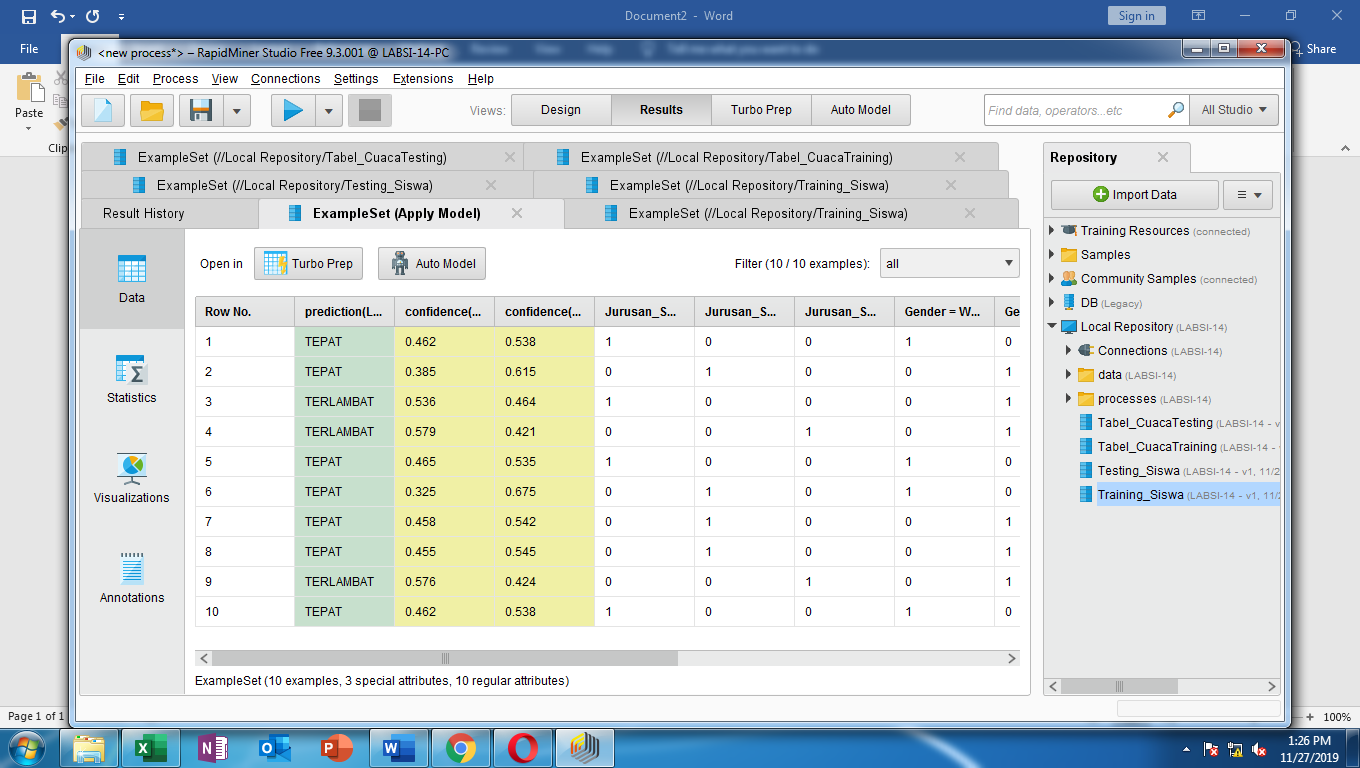 Document2 - Word
Sign in
File
Share
Paste
Clip
<new process*> – RapidMiner Studio Free 9.3.001 @ LABSI-14-PC
File Edit Process View Connections Settings Extensions Help
Views: Design Results Turbo Prep Auto Model
Find data, operators...etc
All Studio
ExampleSet (//Local Repository/Tabel_CuacaTesting)
ExampleSet (//Local Repository/Tabel_CuacaTraining)
ExampleSet (//Local Repository/Testing_Siswa)
ExampleSet (//Local Repository/Training_Siswa)
Result History
ExampleSet (Apply Model)
ExampleSet (//Local Repository/Training_Siswa)
Data
Statistics
Visualizations
Annotations
Open in Turbo Prep Auto Model
Filter (10 / 10 examples): all
Row No. prediction(L... confidence(... confidence(... Jurusan_S... Jurusan_S... Jurusan_S... Gender = W... Ge
1 TEPAT 0.462 0.538 1 0 0 1 0
2 TEPAT 0.385 0.615 0 1 0 0 1
3 TERLAMBAT 0.536 0.464 1 0 0 0 1
4 TERLAMBAT 0.579 0.421 0 0 1 0 1
5 TEPAT 0.465 0.535 1 0 0 1 0
6 TEPAT 0.325 0.675 0 1 0 1 0
7 TEPAT 0.458 0.542 0 1 0 0 1
8 TEPAT 0.455 0.545 0 1 0 0 1
9 TERLAMBAT 0.576 0.424 0 0 1 0 1
10 TEPAT 0.462 0.538 1 0 0 1 0
ExampleSet (10 examples, 3 special attributes, 10 regular attributes)
Repository
Import Data
Training Resources (connected)
Samples
Community Samples (connected)
DB (Legacy)
Local Repository (LABSI-14)
Connections (LABSI-14)
data (LABSI-14)
processes (LABSI-14)
Tabel_CuacaTesting (LABSI-14 - v
Tabel_CuacaTraining (LABSI-14 -
Testing_Siswa (LABSI-14 - v1, 11/2
Training_Siswa (LABSI-14 - v1, 11/2
Page 1 of 1
100%
1:26 PM
11/27/2019